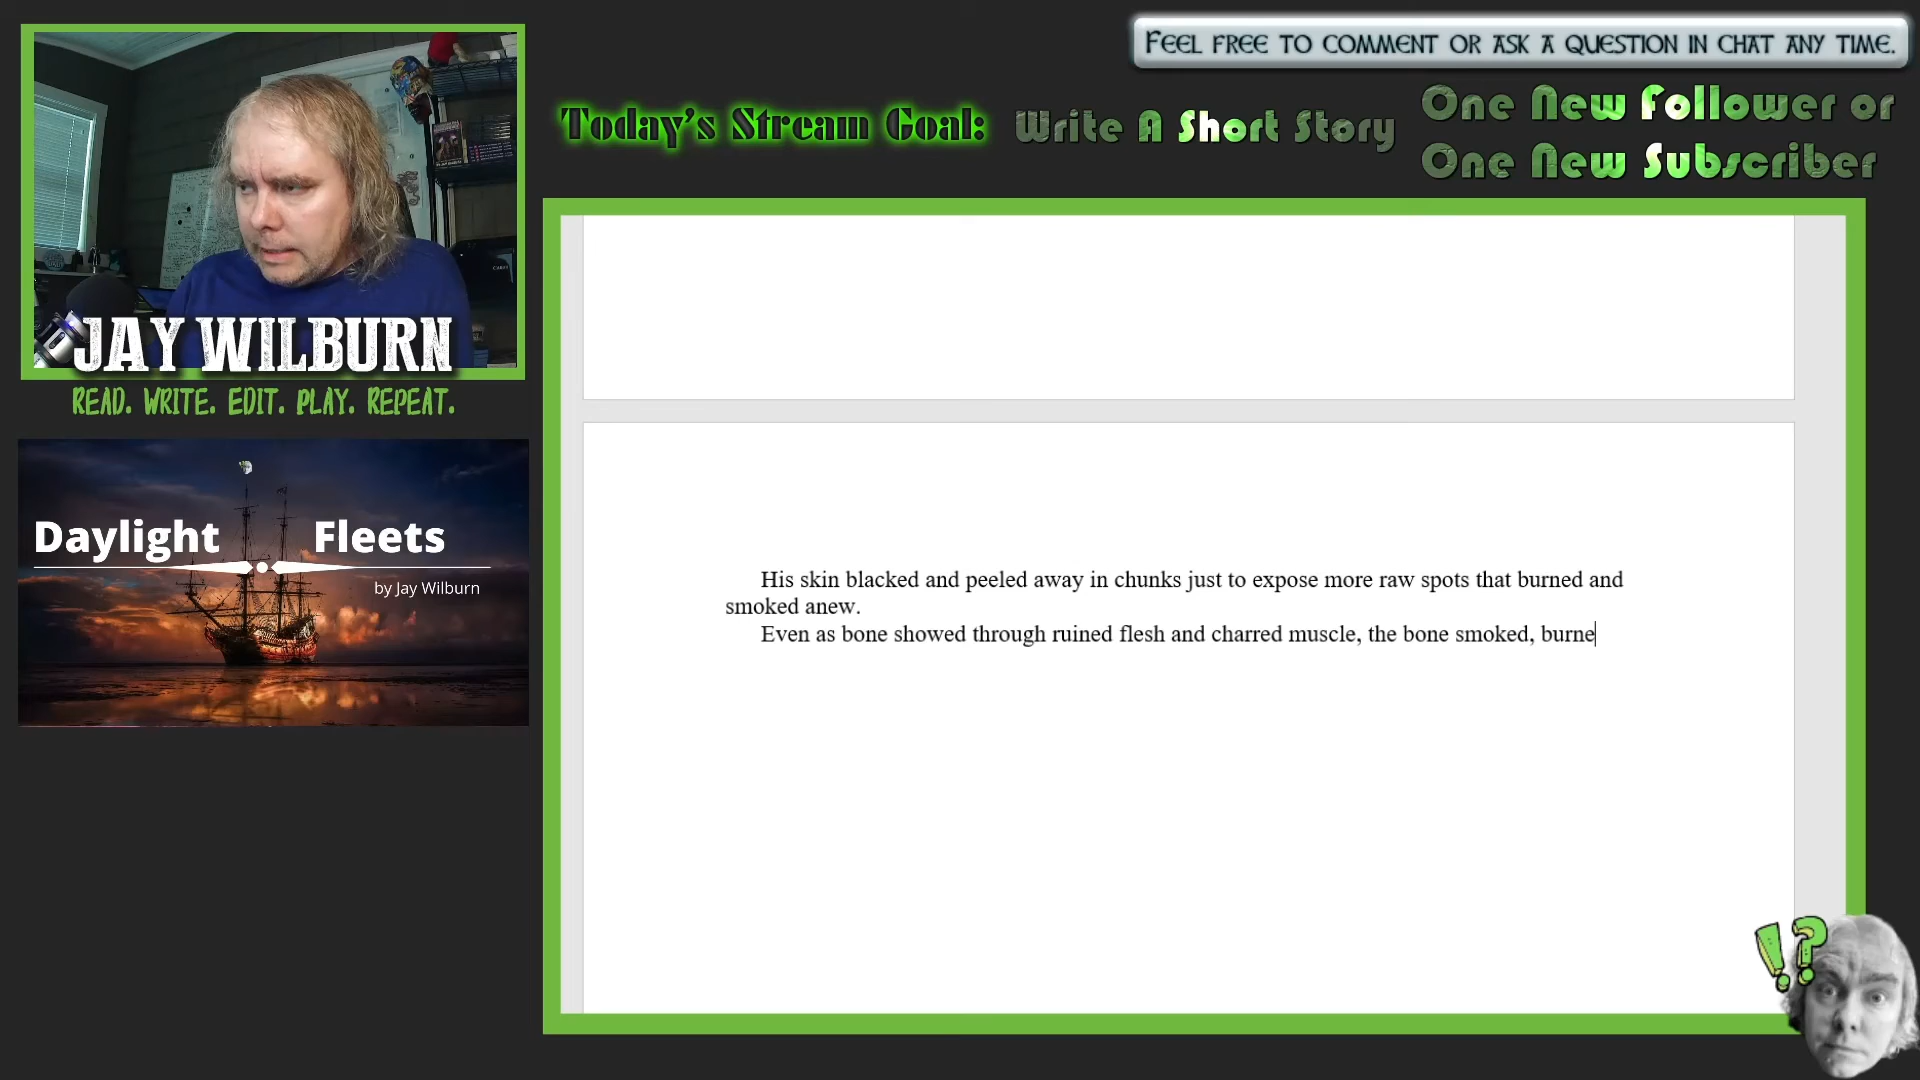 FEEL FREE TO COMMENT OR ASK A QUESTION IN CHAT ANY TIME.
Today's Stream Goal:
Write A Short Story
One New Follower or
One New Subscriber
JAY WILBURN
READ. WRITE. EDIT. PLAY. REPEAT.
Daylight Fleets
by Jay Wilburn
His skin blacked and peeled away in chunks just to expose more raw spots that burned and
smoked anew.
Even as bone showed through ruined flesh and charred muscle, the bone smoked, burne
!?